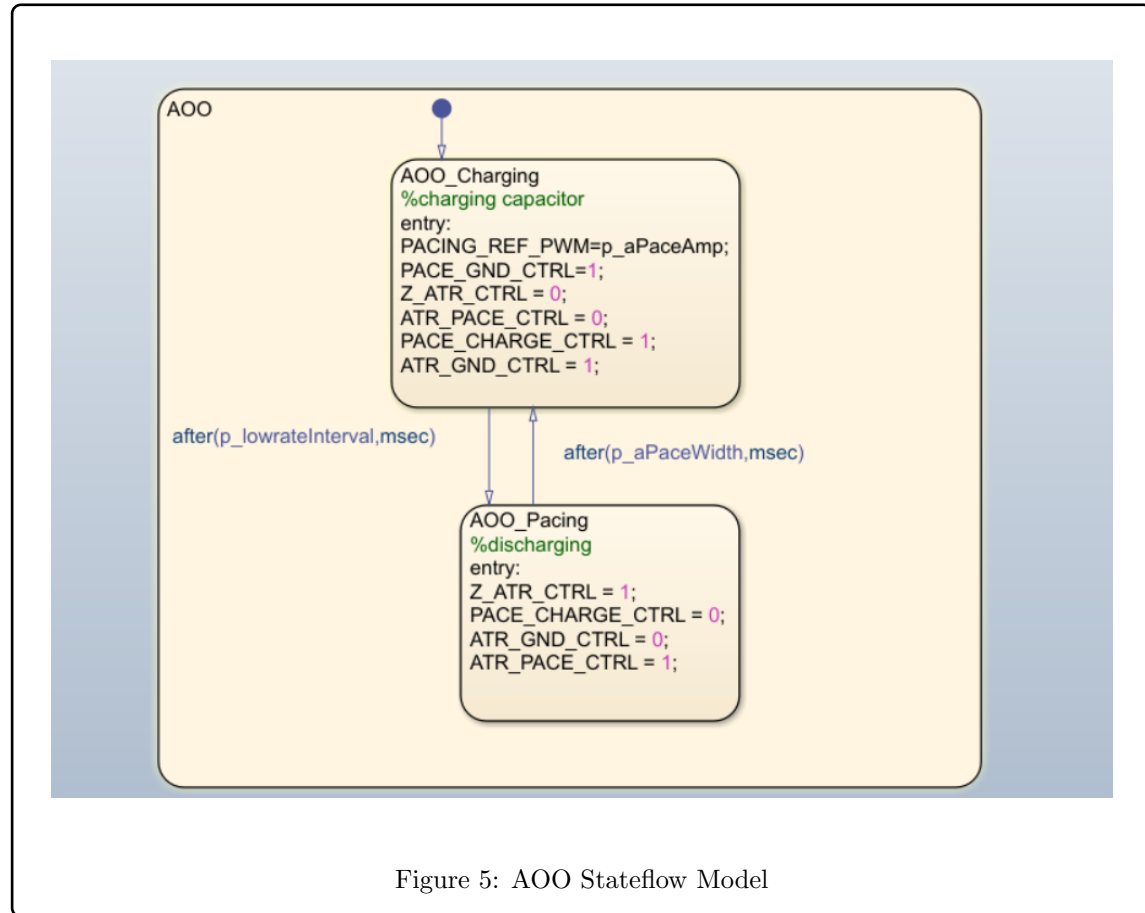 AOO
AOO_Charging
%charging capacitor
entry:
PACING_REF_PWM=p_aPaceAmp;
PACE_GND_CTRL=1;
Z_ATR_CTRL = 0;
ATR_PACE_CTRL = 0;
PACE_CHARGE_CTRL = 1;
ATR_GND_CTRL = 1;
after(p_lowrateInterval,msec)
after(p_aPaceWidth,msec)
AOO_Pacing
%discharging
entry:
Z_ATR_CTRL = 1;
PACE_CHARGE_CTRL = 0;
ATR_GND_CTRL = 0;
ATR_PACE_CTRL = 1;
Figure 5: AOO Stateflow Model